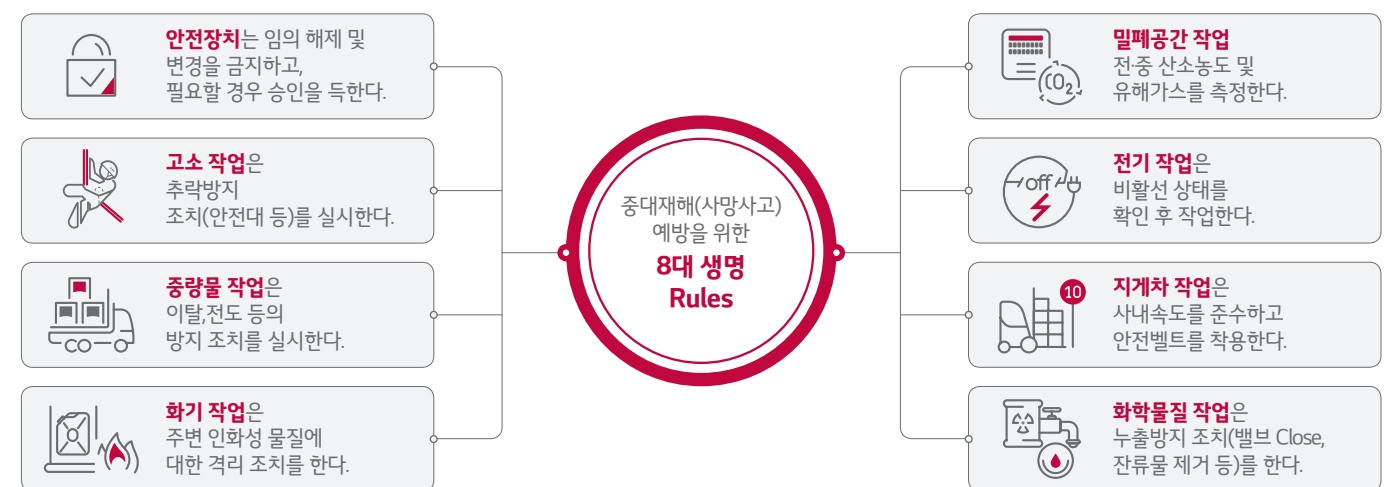 안전장치는 임의 해제 및
변경을 금지하고,
필요할 경우 승인을 득한다.
고소 작업은
추락방지
조치(안전대 등)를 실시한다.
중량물 작업은
이탈,전도 등의
방지 조치를 실시한다.
화기 작업은
주변 인화성 물질에
대한 격리 조치를 한다.
중대재해(사망사고)
예방을 위한
8대 생명
Rules
CO2
밀폐공간 작업
전·중 산소농도 및
유해가스를 측정한다.
off
전기 작업은
비활선 상태를
확인 후 작업한다.
10
지게차 작업은
사내속도를 준수하고
안전벨트를 착용한다.
화학물질 작업은
누출방지 조치(밸브 Close,
잔류물 제거 등)를 한다.